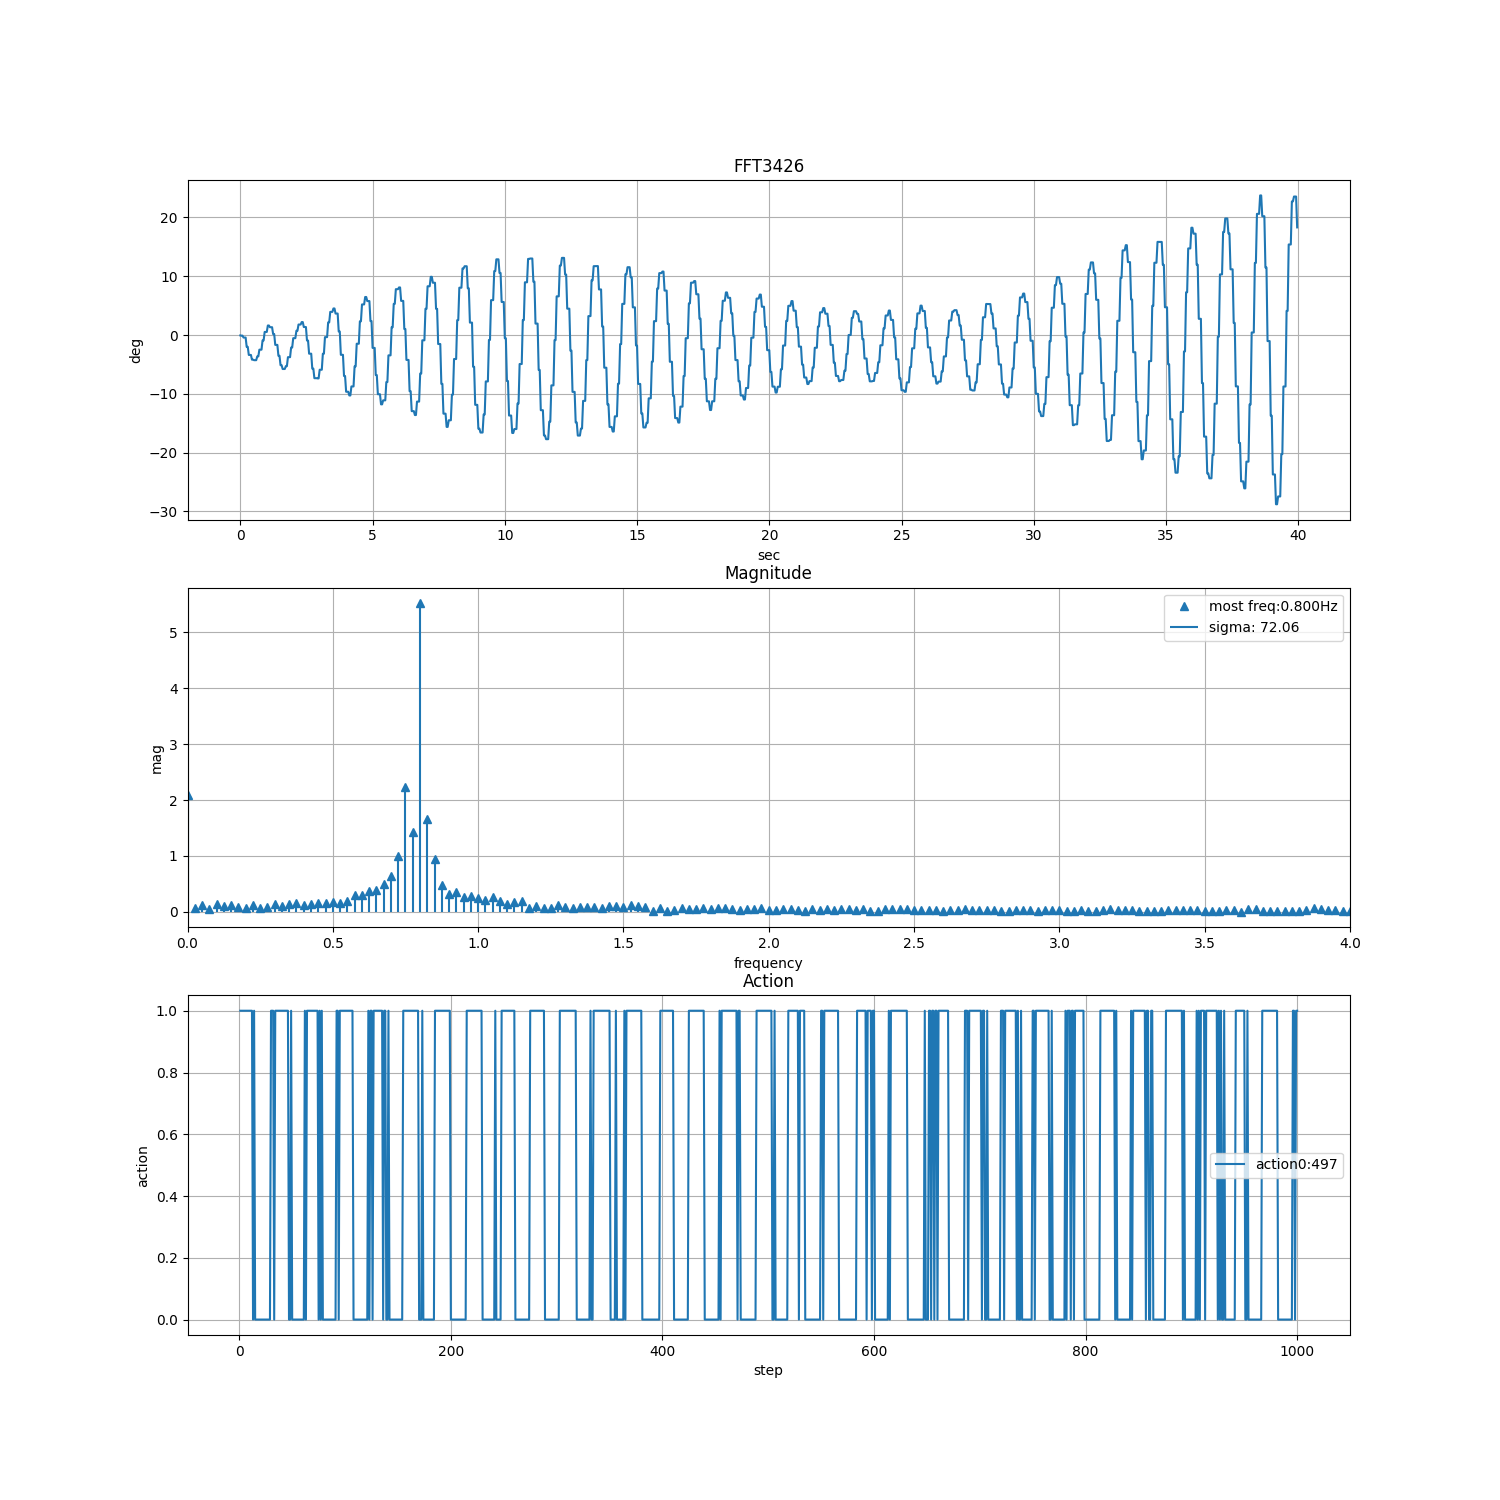 FFT3426
20
10
0
−10
−20
−30
deg
0 5 10 15 20 25 30 35 40
sec
Magnitude
most freq:0.800Hz
sigma: 72.06
5
4
3
2
1
0
mag
0.0 0.5 1.0 1.5 2.0 2.5 3.0 3.5 4.0
frequency
Action
1.0
0.8
0.6
0.4
0.2
0.0
action
action0:497
0 200 400 600 800 1000
step